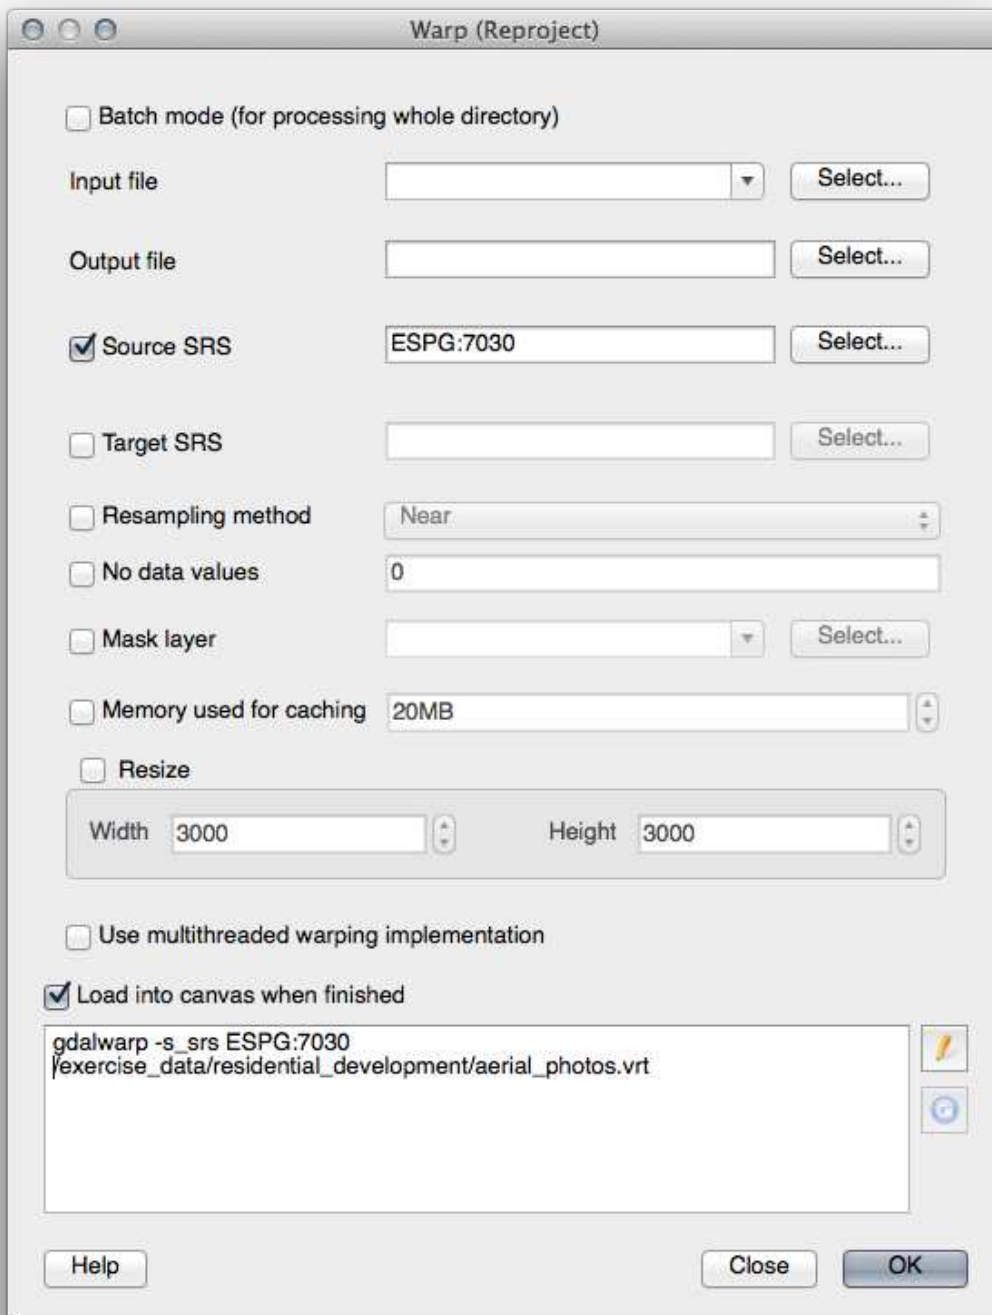 Warp (Reproject)
Batch mode (for processing whole directory)
Input file
Select...
Output file
Select...
Source SRS
ESPG:7030
Select...
Target SRS
Select...
Resampling method
Near
No data values
0
Mask layer
Select...
Memory used for caching
20MB
Resize
Width
3000
Height
3000
Use multithreaded warping implementation
Load into canvas when finished
gdalwarp -s_srs ESPG:7030
/exercise_data/residential_development/aerial_photos.vrt
Help
Close
OK